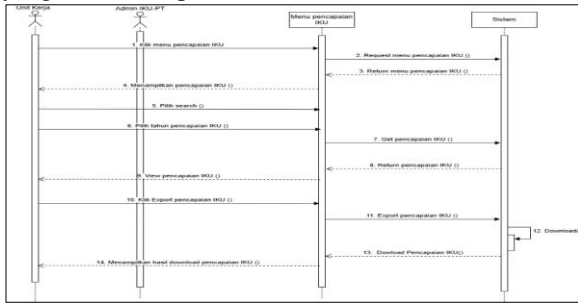 Unit Kerja
Admin IKU-PT
Menu pencapaian
IKU
Sistem
1. Klik menu pencapaian IKU
2. Request menu pencapaian IKU ()
3. Return menu pencapaian IKU ()
4. Menampilkan pencapaian IKU ()
5. Pilih search ()
6. Pilih tahun pencapaian IKU ()
7. Get pencapaian IKU ()
8. Return pencapaian IKU ()
9. View pencapaian IKU ()
10. Klik Export pencapaian IKU ()
11. Export pencapaian IKU ()
12. Download
13. Dowload Pencapaian IKU()
14. Menampilkan hasil download pencapaian IKU ()